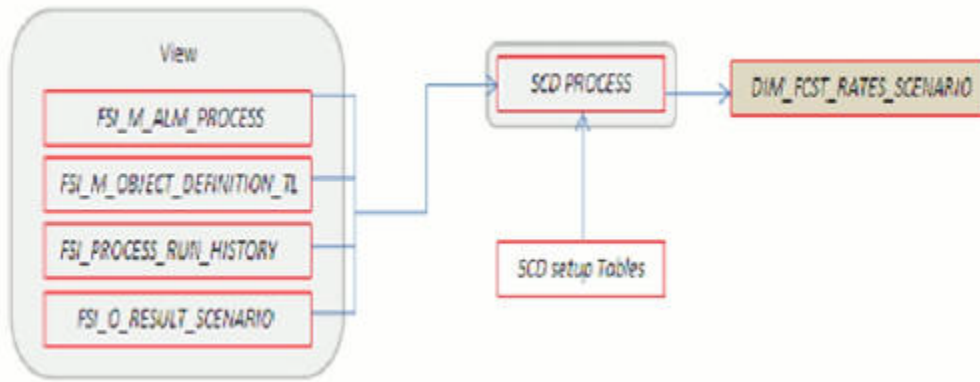 View
FSI_M_ALM_PROCESS
FSI_M_OBJECT_DEFINITION_TL
FSI_PROCESS_RUN_HISTORY
FSI_O_RESULT_SCENARIO
SCD PROCESS
SCD setup Tables
DIM_FCST_RATES_SCENARIO